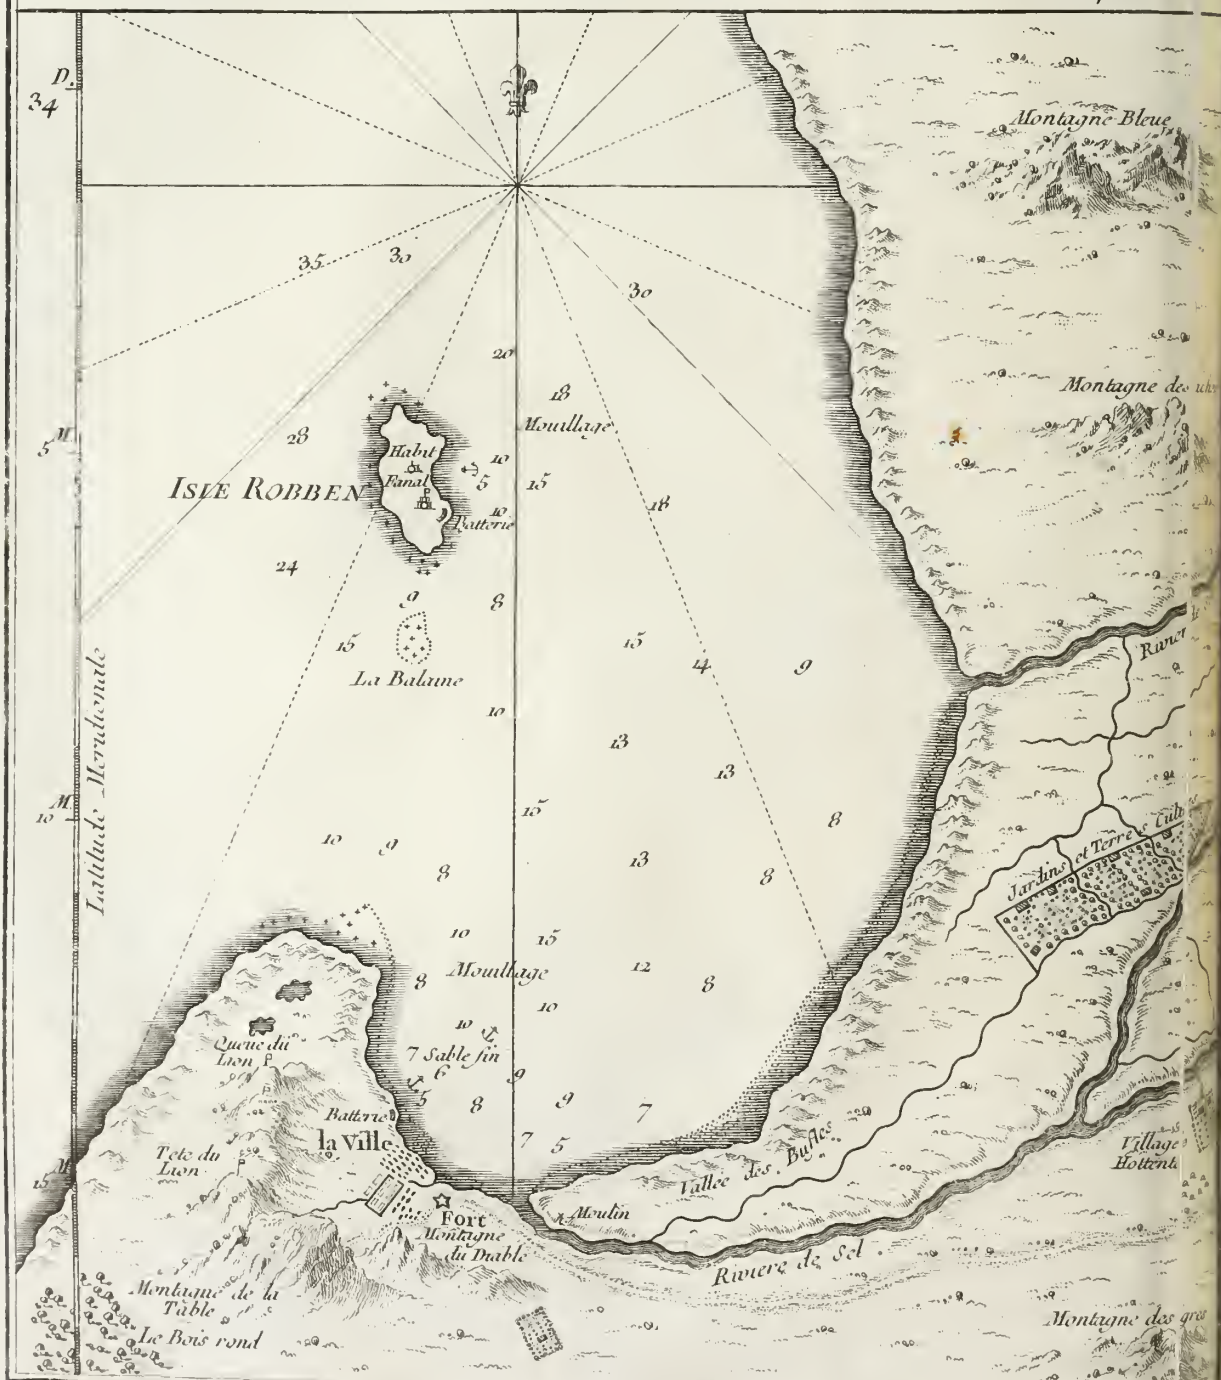 D.
34
Montagne Bleue
35
30
30
20
18
Mouillage
Montagne des
M.
5
28
Habit
Fanal
10
5
15
ISLE ROBBEN
10
Batterie
18
24
9
8
15
15
14
9
La Balaine
Latitude Meridionale
10
13
13
M.
10
15
8
10
9
8
13
8
Jardins et Terres Cult
10
15
Mouillage
12
8
8
10
10
Queue du
Lion
7 Sable fin
6
9
5
8
9
7
Batterie
la Ville
7
5
Tete du
Lion
M.
15
Vallée des Bufles
Village
Hottent
Moulin
Fort
Montagne
du Diable
Riviere de Sel
Montagne de la
Table
Le Bois rond
Montagne des gres